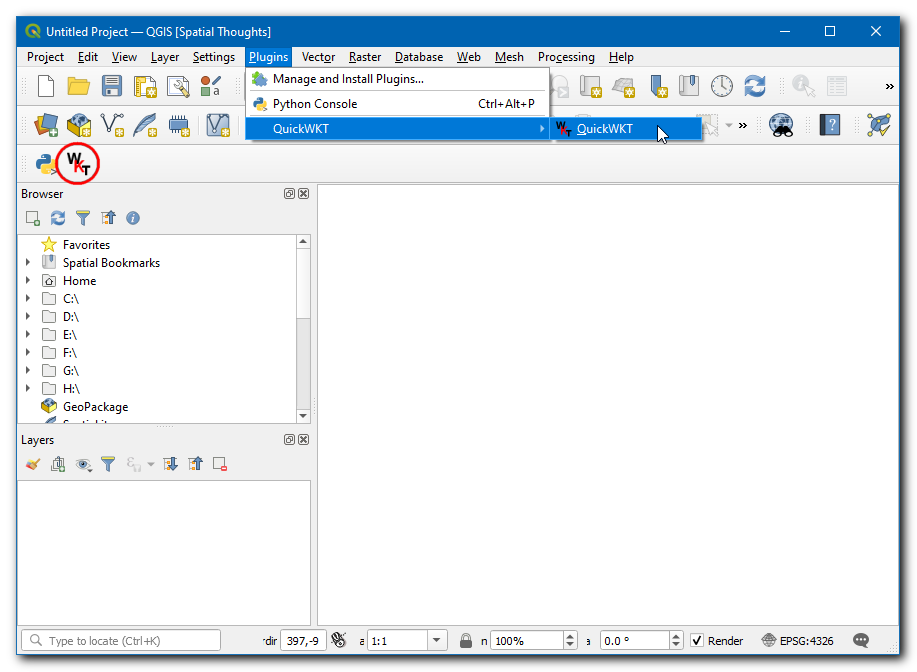 Untitled Project — QGIS [Spatial Thoughts]
Project Edit View Layer Settings Plugins Vector Raster Database Web Mesh Processing Help
Manage and Install Plugins...
Python Console Ctrl+Alt+P
QuickWKT
QuickWKT
WKT
Browser
Favorites
Spatial Bookmarks
Home
C:\
D:\
E:\
F:\
G:\
H:\
GeoPackage
Layers
Type to locate (Ctrl+K)
397,-9
1:1
100%
0.0 °
Render
EPSG:4326